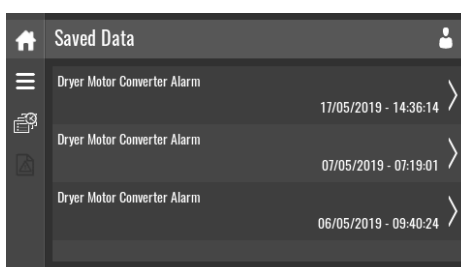 Saved Data
Dryer Motor Converter Alarm
17/05/2019 - 14:36:14
Dryer Motor Converter Alarm
07/05/2019 - 07:19:01
Dryer Motor Converter Alarm
06/05/2019 - 09:40:24